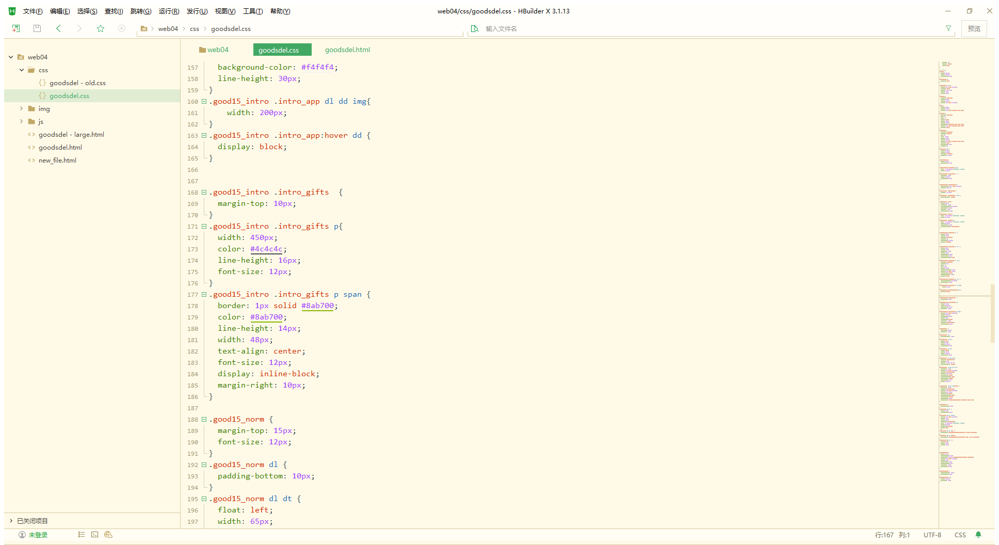 文件(F) 编辑(E) 选择(S) 查找(I) 跳转(G) 运行(R) 发行(U) 视图(V) 工具(T) 帮助(Y)
web04/css/goodsdel.css - HBuilder X 3.1.13
web04 css goodsdel.css
输入文件名
预览
web04
css
goodsdel - old.css
goodsdel.css
img
js
goodsdel - large.html
goodsdel.html
new_file.html
已关闭项目
web04 goodsdel.css goodsdel.html
157 background-color: #f4f4f4;
158 line-height: 30px;
159 }
160 .good15_intro .intro_app dl dd img{
161 width: 200px;
162 }
163 .good15_intro .intro_app:hover dd {
164 display: block;
165 }
166
167
168 .good15_intro .intro_gifts  {
169 margin-top: 10px;
170 }
171 .good15_intro .intro_gifts p{
172 width: 450px;
173 color: #4c4c4c;
174 line-height: 16px;
175 font-size: 12px;
176 }
177 .good15_intro .intro_gifts p span {
178 border: 1px solid #8ab700;
179 color: #8ab700;
180 line-height: 14px;
181 width: 48px;
182 text-align: center;
183 font-size: 12px;
184 display: inline-block;
185 margin-right: 10px;
186 }
187
188 .good15_norm {
189 margin-top: 15px;
190 font-size: 12px;
191 }
192 .good15_norm dl {
193 padding-bottom: 10px;
194 }
195 .good15_norm dl dt {
196 float: left;
197 width: 65px;
未登录
行:167 列:1 UTF-8 CSS